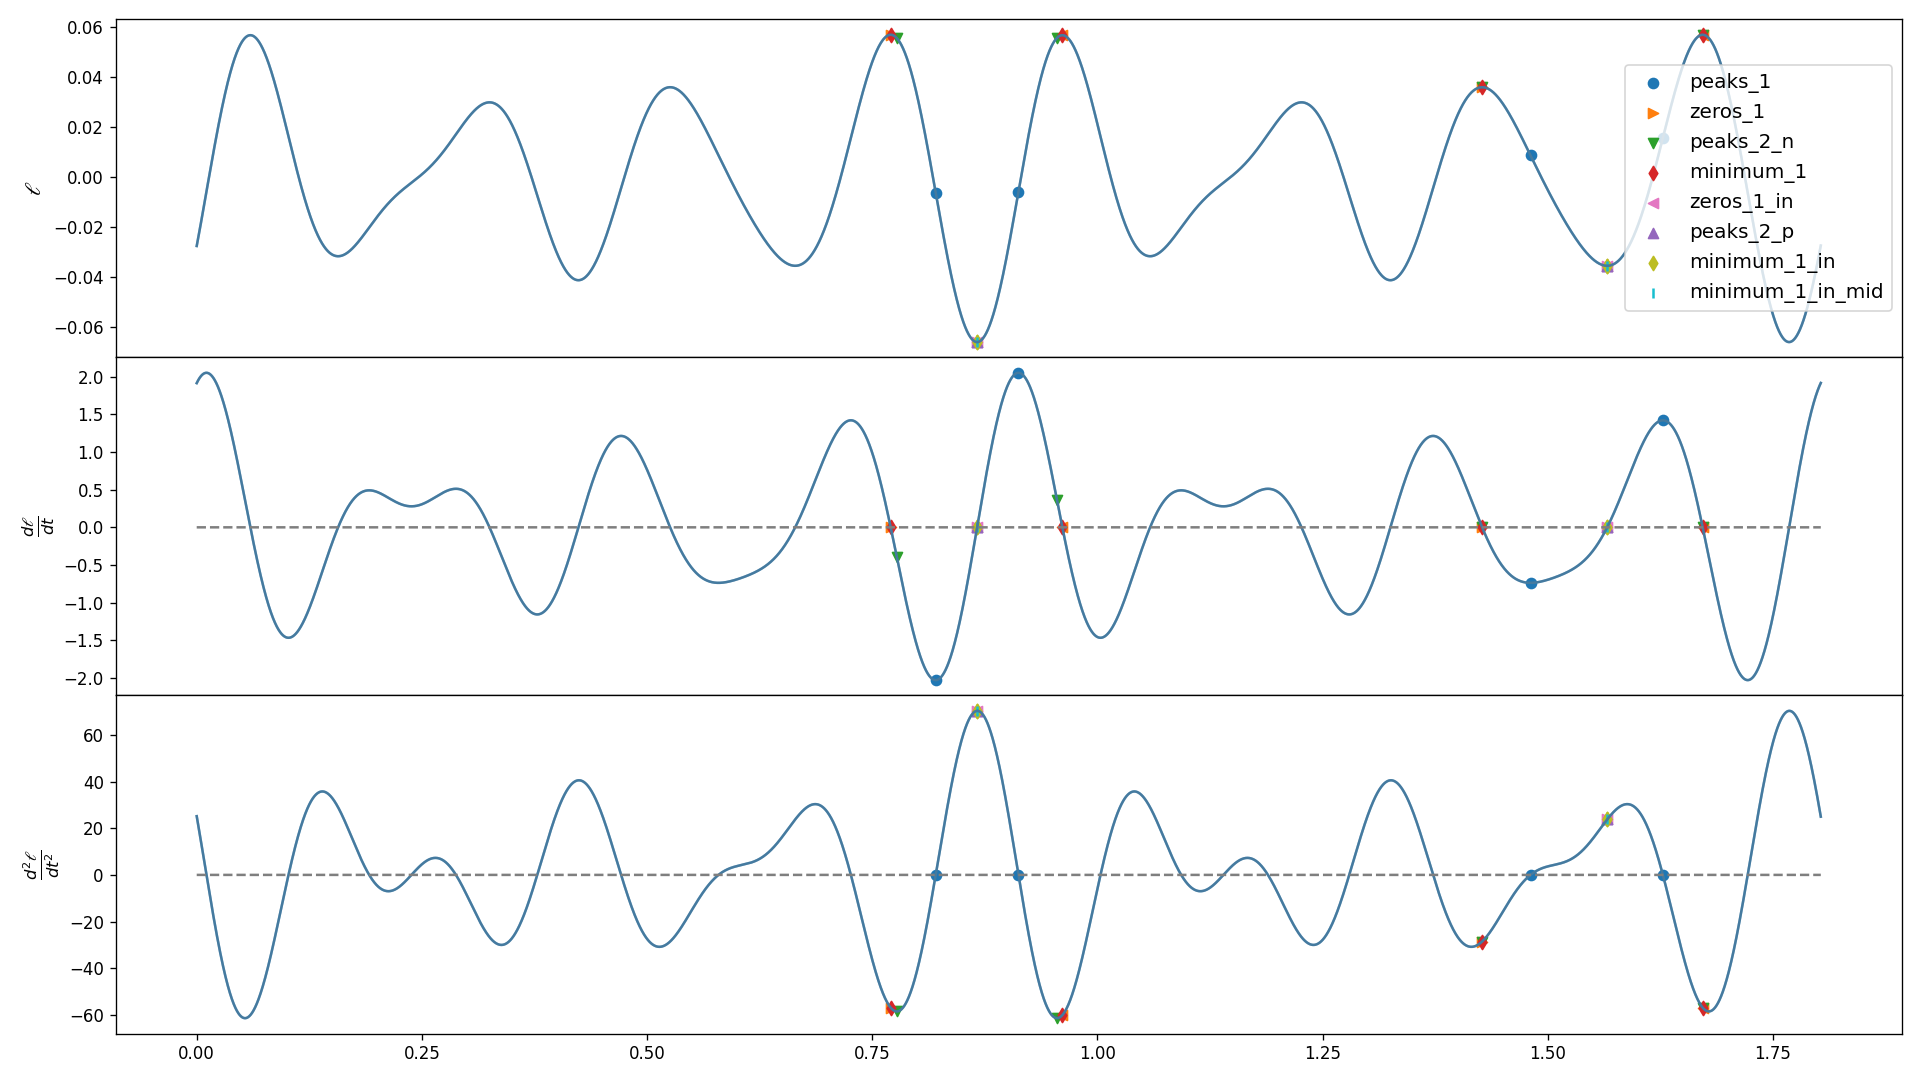 0.06
0.04
0.02
0.00
−0.02
−0.04
−0.06
ℓ
peaks_1
zeros_1
peaks_2_n
minimum_1
zeros_1_in
peaks_2_p
minimum_1_in
minimum_1_in_mid
2.0
1.5
1.0
0.5
0.0
−0.5
−1.0
−1.5
−2.0
dℓ/dt
60
40
20
0
−20
−40
−60
d²ℓ/dt²
0.00 0.25 0.50 0.75 1.00 1.25 1.50 1.75